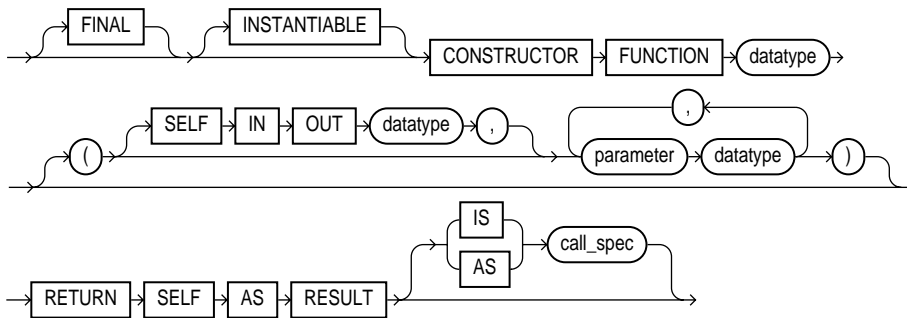 FINAL INSTANTIABLE
CONSTRUCTOR FUNCTION datatype
SELF IN OUT datatype , ,
( parameter datatype )
IS
AS call_spec
RETURN SELF AS RESULT